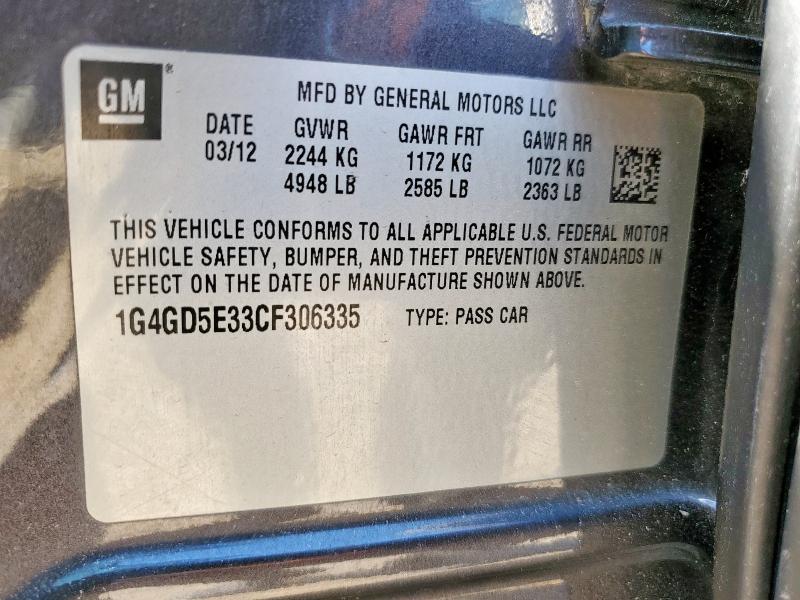 GM ®
MFD BY GENERAL MOTORS LLC
DATE GVWR GAWR FRT GAWR RR
03/12 2244 KG 1172 KG 1072 KG
4948 LB 2585 LB 2363 LB
THIS VEHICLE CONFORMS TO ALL APPLICABLE U.S. FEDERAL MOTOR
VEHICLE SAFETY, BUMPER, AND THEFT PREVENTION STANDARDS IN
EFFECT ON THE DATE OF MANUFACTURE SHOWN ABOVE.
1G4GD5E33CF306335 TYPE: PASS CAR